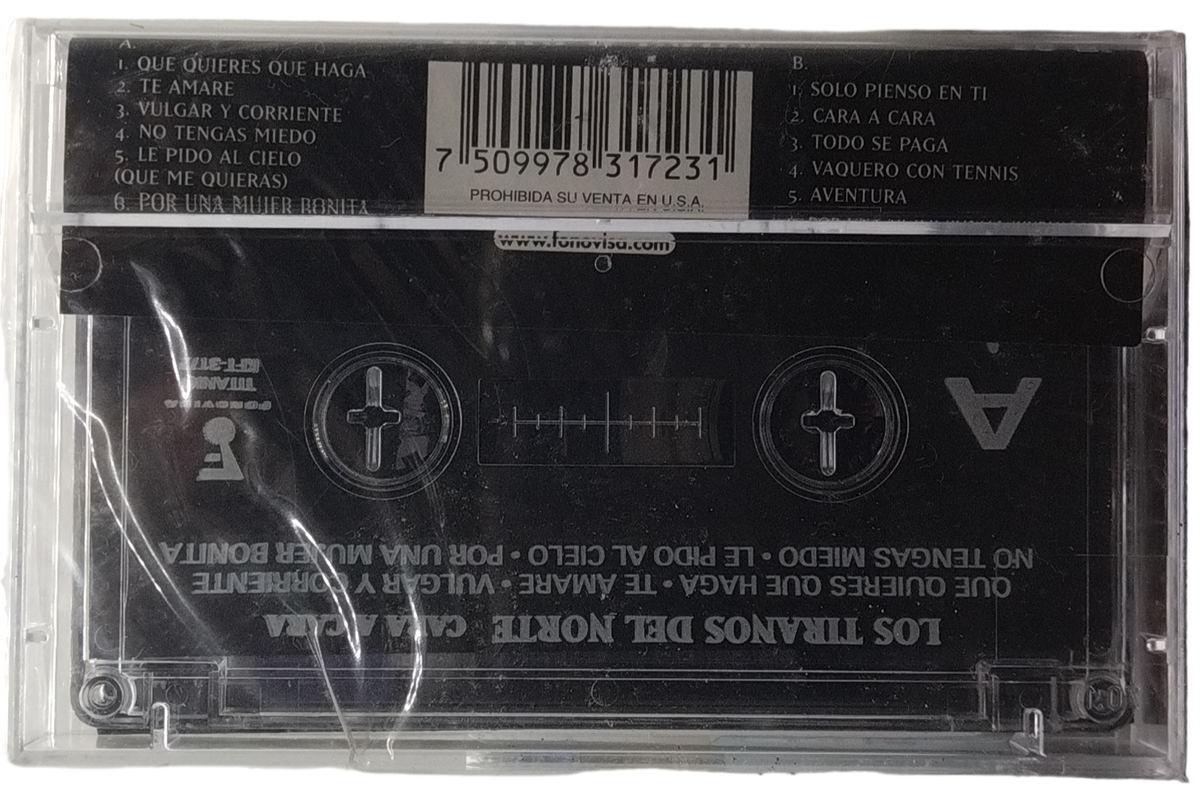 A.
1. QUE QUIERES QUE HAGA
2. TE AMARE
3. VULGAR Y CORRIENTE
4. NO TENGAS MIEDO
5. LE PIDO AL CIELO
(QUE ME QUIERAS)
6. POR UNA MUJER BONITA
7 509978 317231
PROHIBIDA SU VENTA EN U.S.A.
B.
1. SOLO PIENSO EN TI
2. CARA A CARA
3. TODO SE PAGA
4. VAQUERO CON TENNIS
5. AVENTURA
www.fonovisa.com
A
FONOVISA
LOS TIRANOS DEL NORTE CARA A CARA
QUE QUIERES QUE HAGA • TE AMARE • VULGAR Y CORRIENTE
NO TENGAS MIEDO • LE PIDO AL CIELO • POR UNA MUJER BONITA